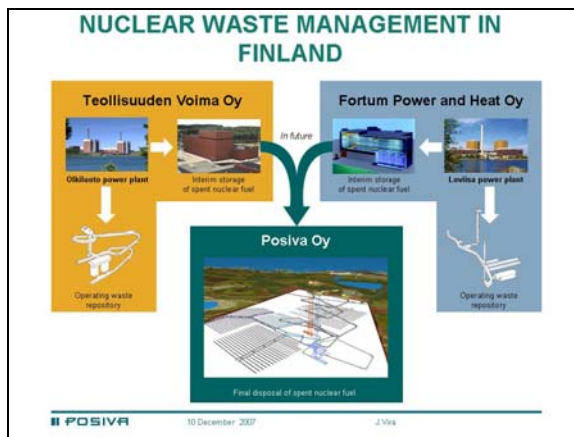 NUCLEAR WASTE MANAGEMENT IN
FINLAND
Teollisuuden Voima Oy
Fortum Power and Heat Oy
In future
Olkiluoto power plant
Interim storage
of spent nuclear fuel
Interim storage
of spent nuclear fuel
Loviisa power plant
Operating waste
repository
Posiva Oy
Operating waste
repository
Final disposal of spent nuclear fuel
POSIVA
10 December 2007
J.Vira